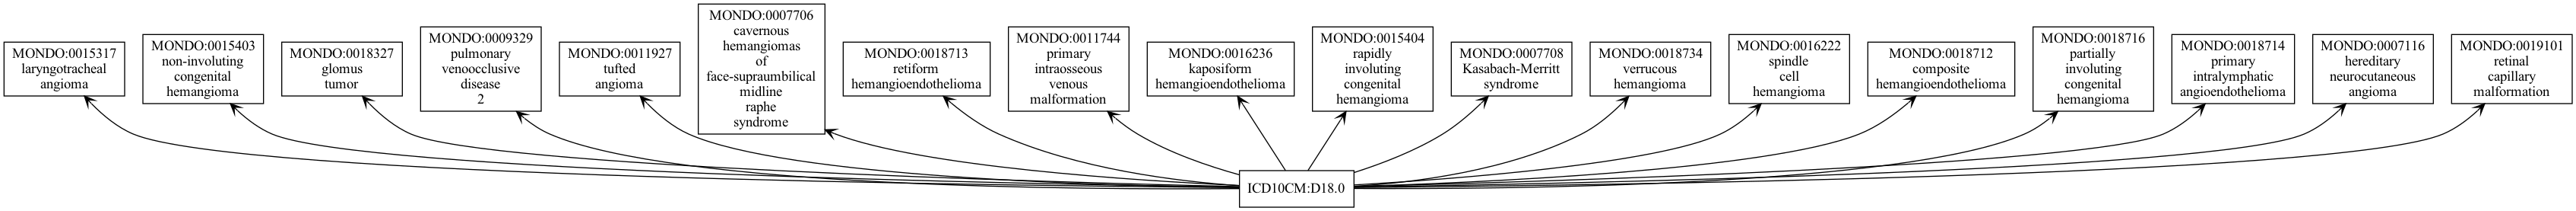 MONDO:0015317
laryngotracheal
angioma
MONDO:0015403
non-involuting
congenital
hemangioma
MONDO:0018327
glomus
tumor
MONDO:0009329
pulmonary
venoocclusive
disease
2
MONDO:0011927
tufted
angioma
MONDO:0007706
cavernous
hemangiomas
of
face-supraumbilical
midline
raphe
syndrome
MONDO:0018713
retiform
hemangioendothelioma
MONDO:0011744
primary
intraosseous
venous
malformation
MONDO:0016236
kaposiform
hemangioendothelioma
MONDO:0015404
rapidly
involuting
congenital
hemangioma
MONDO:0007708
Kasabach-Merritt
syndrome
MONDO:0018734
verrucous
hemangioma
MONDO:0016222
spindle
cell
hemangioma
MONDO:0018712
composite
hemangioendothelioma
MONDO:0018716
partially
involuting
congenital
hemangioma
MONDO:0018714
primary
intralymphatic
angioendothelioma
MONDO:0007116
hereditary
neurocutaneous
angioma
MONDO:0019101
retinal
capillary
malformation
ICD10CM:D18.0